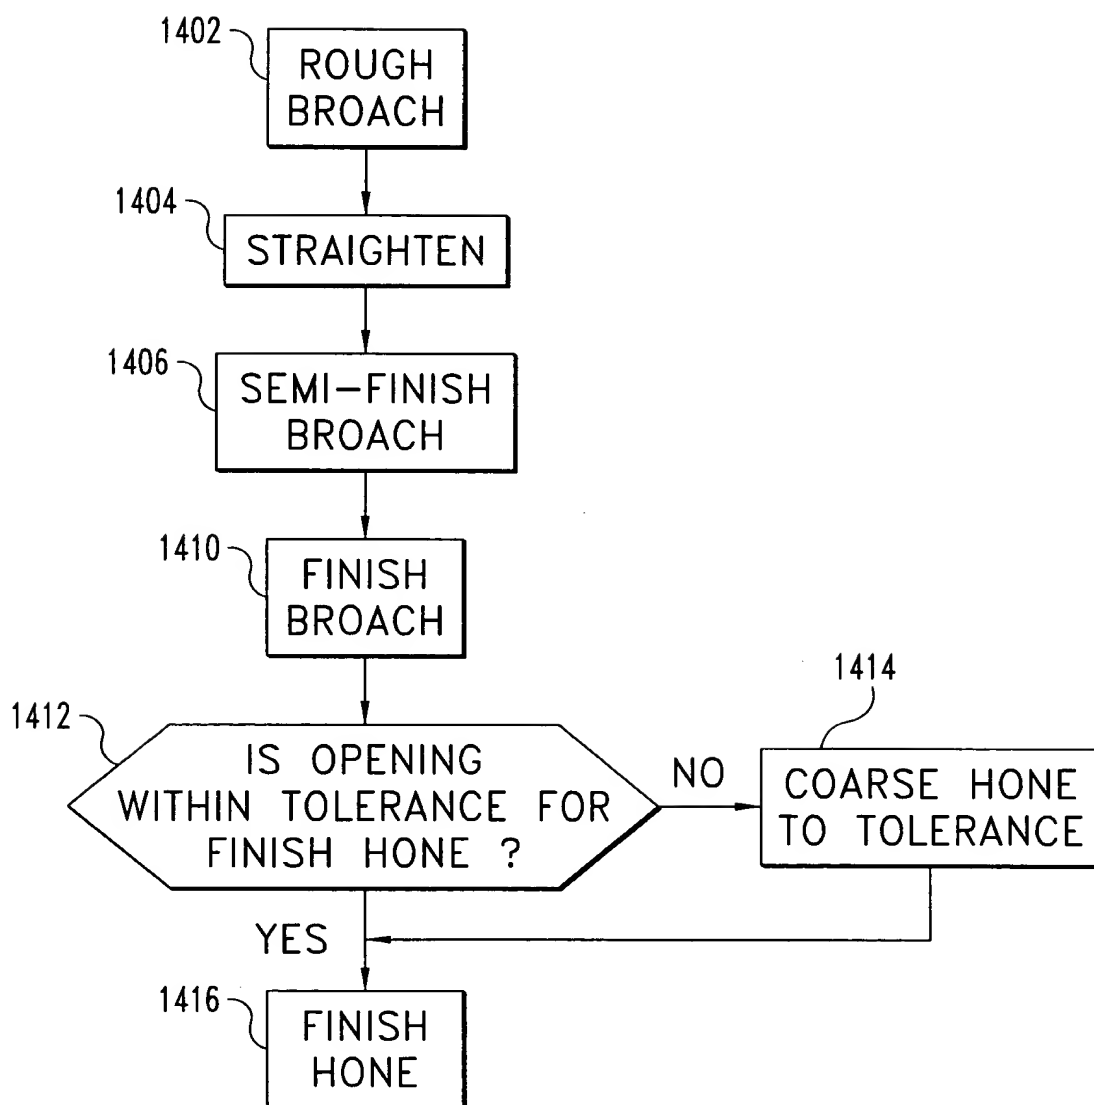 1402
ROUGH
BROACH
1404
STRAIGHTEN
1406
SEMI-FINISH
BROACH
1410
FINISH
BROACH
1412
IS OPENING
WITHIN TOLERANCE FOR
FINISH HONE ?
NO
1414
COARSE HONE
TO TOLERANCE
YES
1416
FINISH
HONE